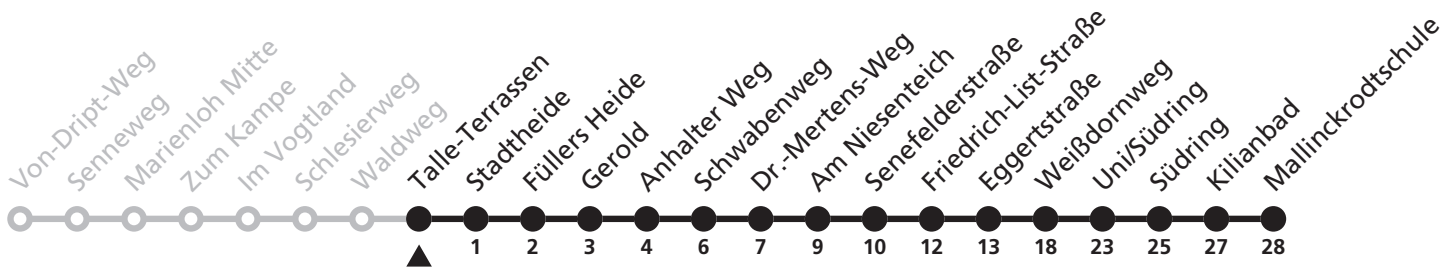 Von-Dript-Weg
Senneweg
Marienloh Mitte
Zum Kampe
Im Vogtland
Schlesierweg
Waldweg
Talle-Terrassen
Stadtheide
Füllers Heide
Gerold
Anhalter Weg
Schwabenweg
Dr.-Mertens-Weg
Am Niesenteich
Senefelderstraße
Friedrich-List-Straße
Eggertstraße
Weißdornweg
Uni/Südring
Südring
Kilianbad
Mallinckrodtschule
1 2 3 4 6 7 9 10 12 13 18 23 25 27 28